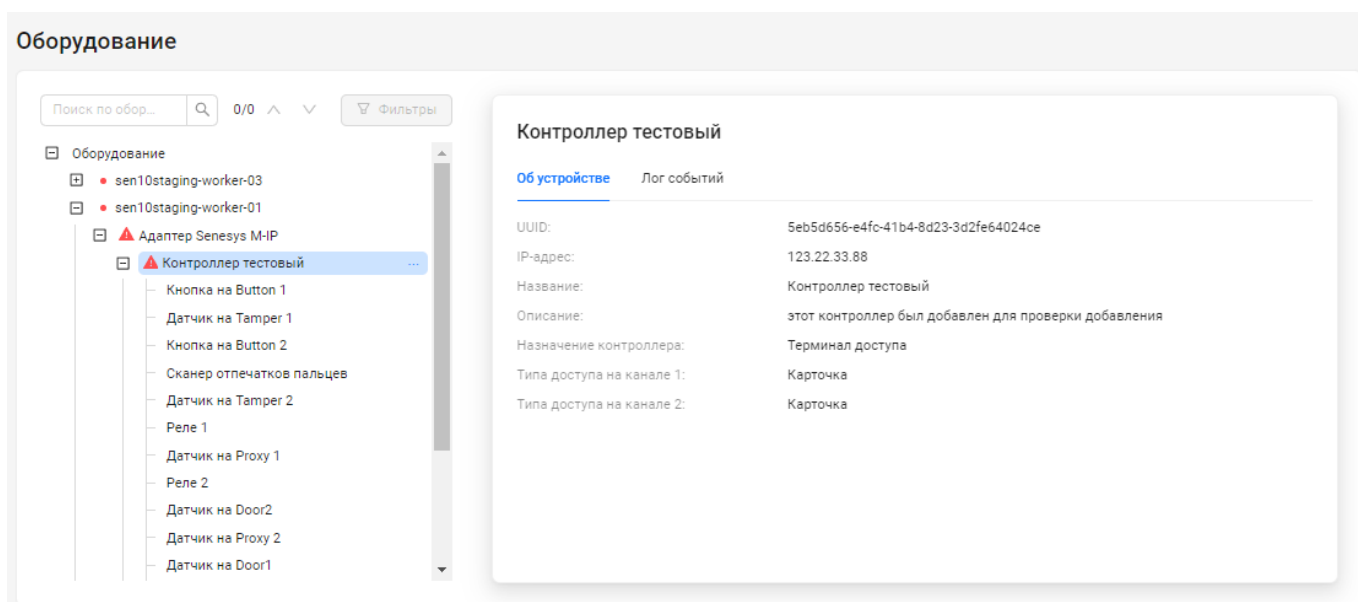 Оборудование
Поиск по обор...
0/0
Фильтры
Оборудование
sen10staging-worker-03
sen10staging-worker-01
Адаптер Senesys M-IP
Контроллер тестовый ...
Кнопка на Button 1
Датчик на Tamper 1
Кнопка на Button 2
Сканер отпечатков пальцев
Датчик на Tamper 2
Реле 1
Датчик на Proxy 1
Реле 2
Датчик на Door2
Датчик на Proxy 2
Датчик на Door1
Контроллер тестовый
Об устройстве Лог событий
UUID: 5eb5d656-e4fc-41b4-8d23-3d2fe64024ce
IP-адрес: 123.22.33.88
Название: Контроллер тестовый
Описание: этот контроллер был добавлен для проверки добавления
Назначение контроллера: Терминал доступа
Типа доступа на канале 1: Карточка
Типа доступа на канале 2: Карточка